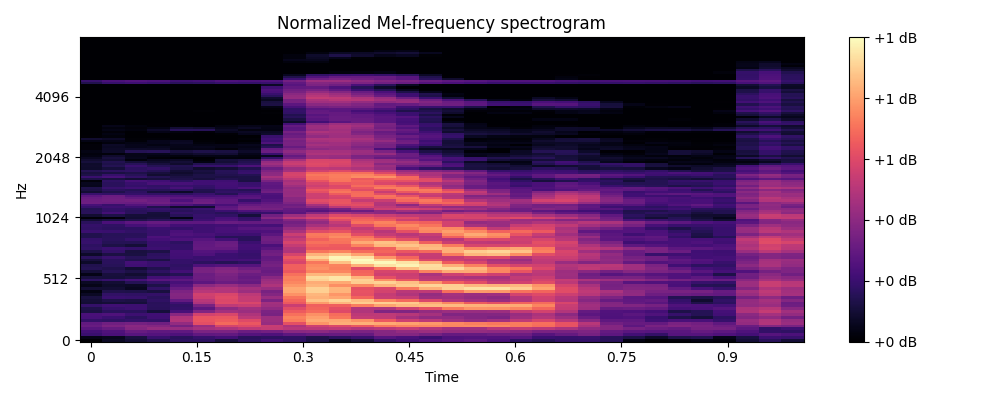 Normalized Mel-frequency spectrogram
Hz
4096
2048
1024
512
0
0 0.15 0.3 0.45 0.6 0.75 0.9
Time
+1 dB
+1 dB
+1 dB
+0 dB
+0 dB
+0 dB